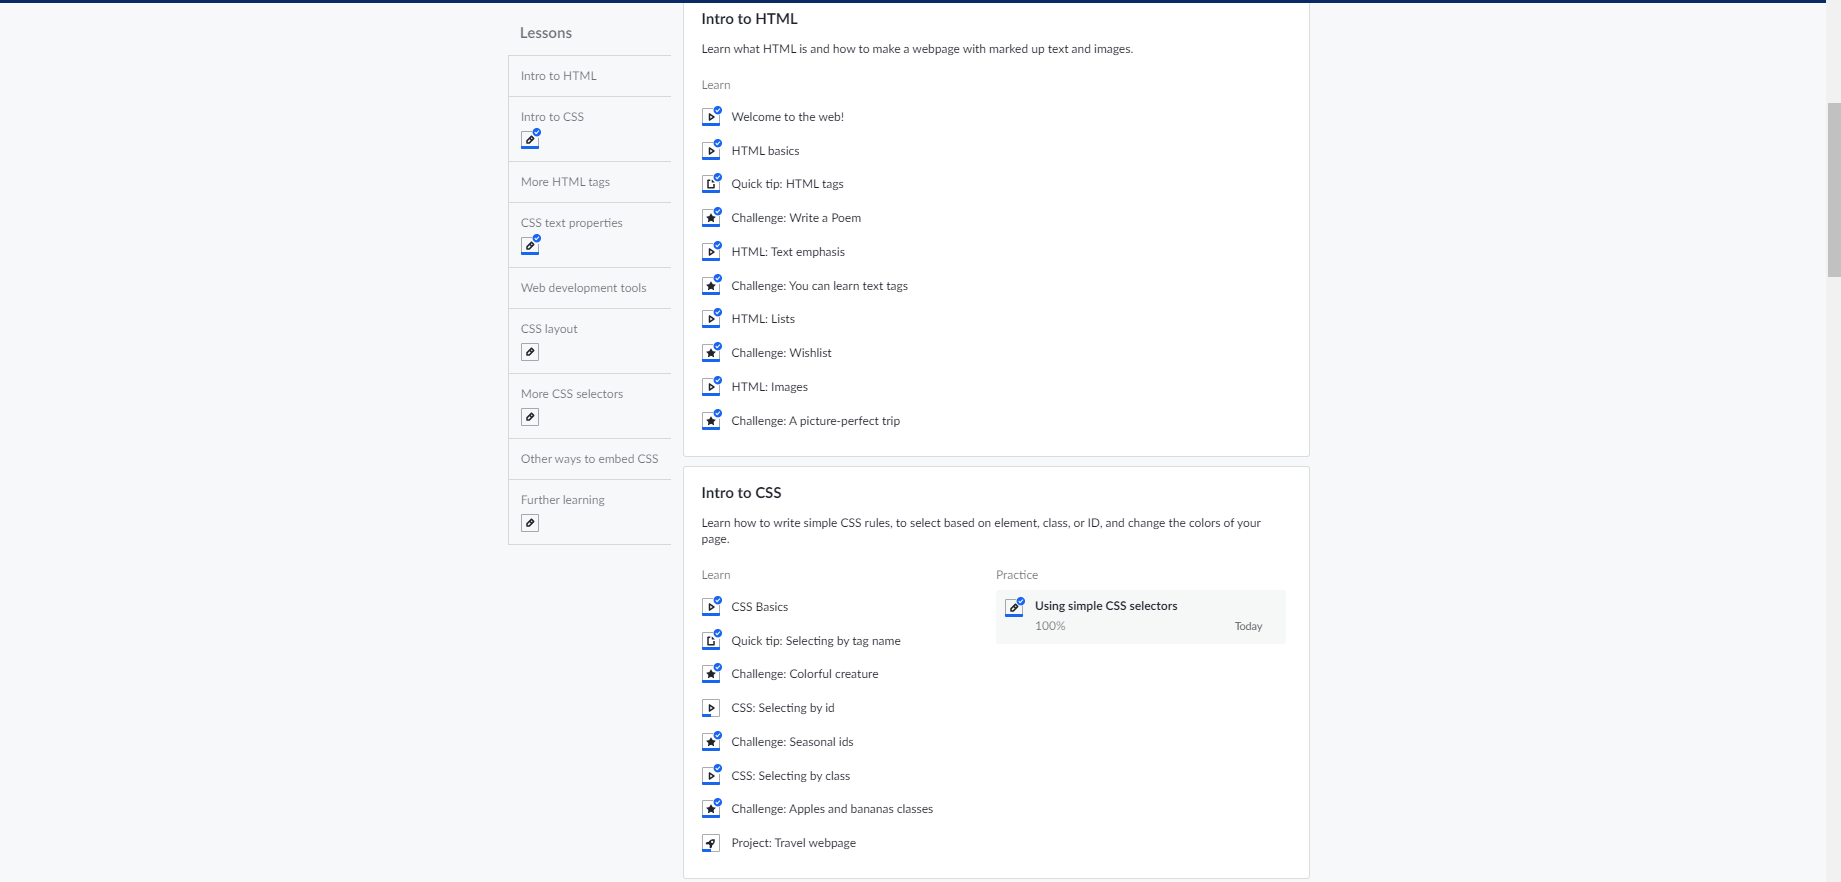 Lessons
Intro to HTML
Intro to CSS
More HTML tags
CSS text properties
Web development tools
CSS layout
More CSS selectors
Other ways to embed CSS
Further learning
Intro to HTML
Learn what HTML is and how to make a webpage with marked up text and images.
Learn
Welcome to the web!
HTML basics
Quick tip: HTML tags
Challenge: Write a Poem
HTML: Text emphasis
Challenge: You can learn text tags
HTML: Lists
Challenge: Wishlist
HTML: Images
Challenge: A picture-perfect trip
Intro to CSS
Learn how to write simple CSS rules, to select based on element, class, or ID, and change the colors of your
page.
Learn
CSS Basics
Quick tip: Selecting by tag name
Challenge: Colorful creature
CSS: Selecting by id
Challenge: Seasonal ids
CSS: Selecting by class
Challenge: Apples and bananas classes
Project: Travel webpage
Practice
Using simple CSS selectors
100%
Today